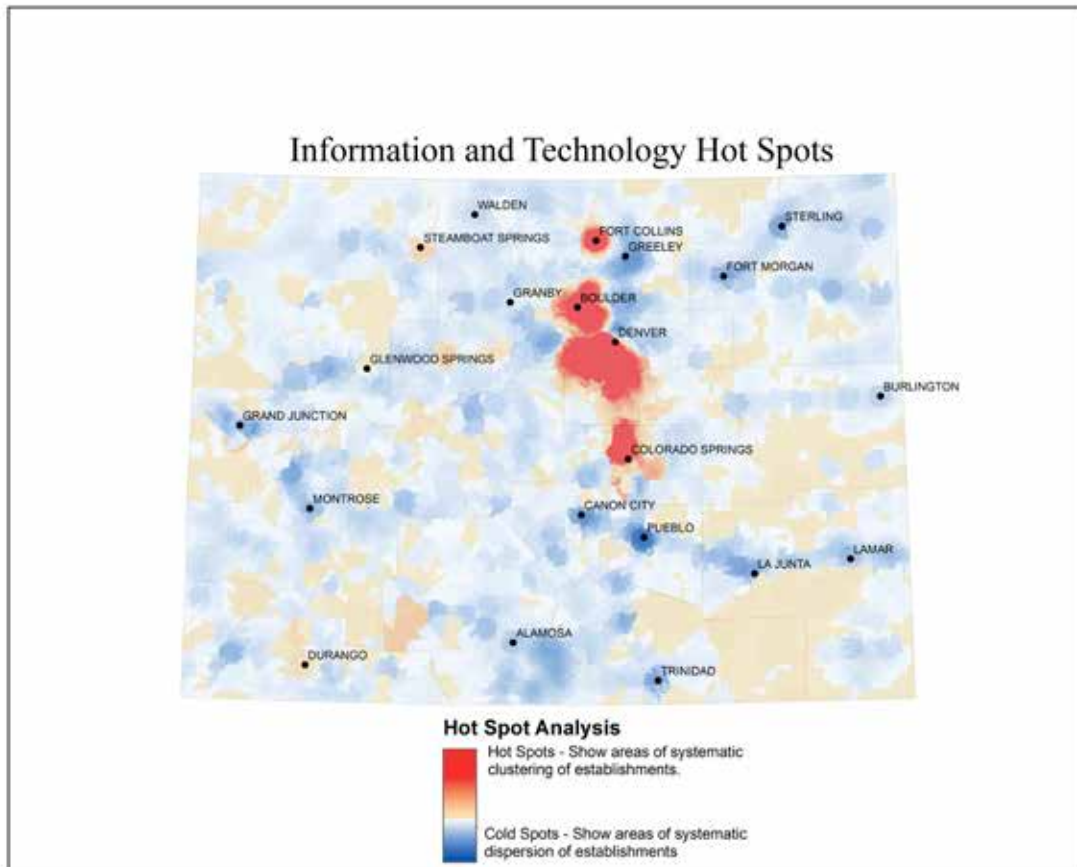 Information and Technology Hot Spots
WALDEN
STERLING
FORT COLLINS
STEAMBOAT SPRINGS
GREELEY
FORT MORGAN
GRANBY
BOULDER
DENVER
GLENWOOD SPRINGS
BURLINGTON
GRAND JUNCTION
COLORADO SPRINGS
MONTROSE
CANON CITY
PUEBLO
LAMAR
LA JUNTA
ALAMOSA
DURANGO
TRINIDAD
Hot Spot Analysis
Hot Spots - Show areas of systematic
clustering of establishments.
Cold Spots - Show areas of systematic
dispersion of establishments